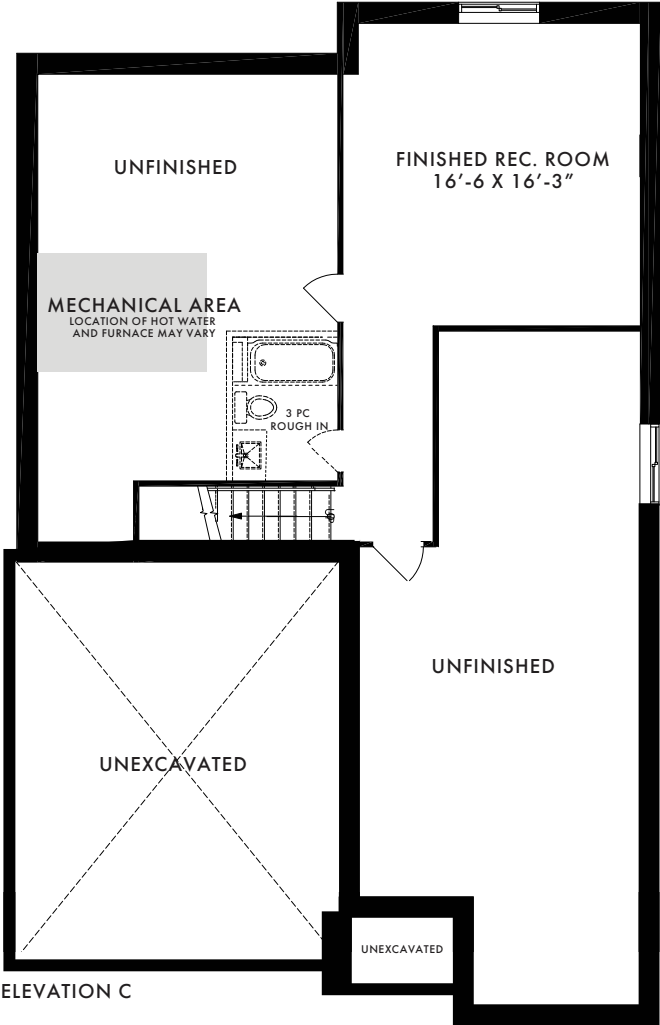 UNFINISHED
FINISHED REC. ROOM
16’-6 X 16’-3”
MECHANICAL AREA
LOCATION OF HOT WATER
AND FURNACE MAY VARY
3 PC
ROUGH IN
UNFINISHED
UNEXCAVATED
UNEXCAVATED
ELEVATION C